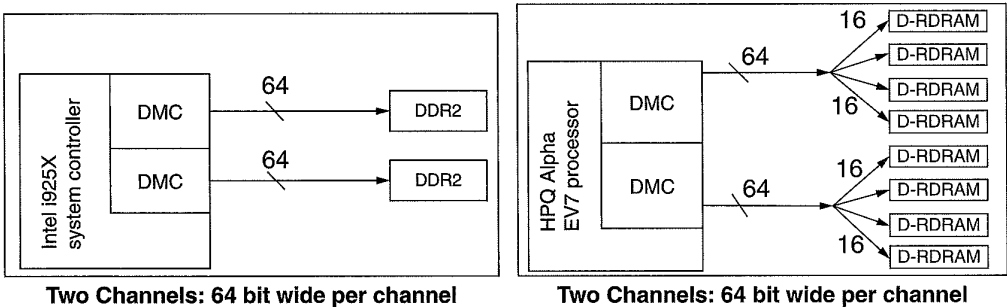 Intel i925X
system controller
DMC
DMC
64
64
DDR2
DDR2
Two Channels: 64 bit wide per channel
HPQ Alpha
EV7 processor
DMC
DMC
64
64
16
16
16
16
D-RDRAM
D-RDRAM
D-RDRAM
D-RDRAM
D-RDRAM
D-RDRAM
D-RDRAM
D-RDRAM
Two Channels: 64 bit wide per channel